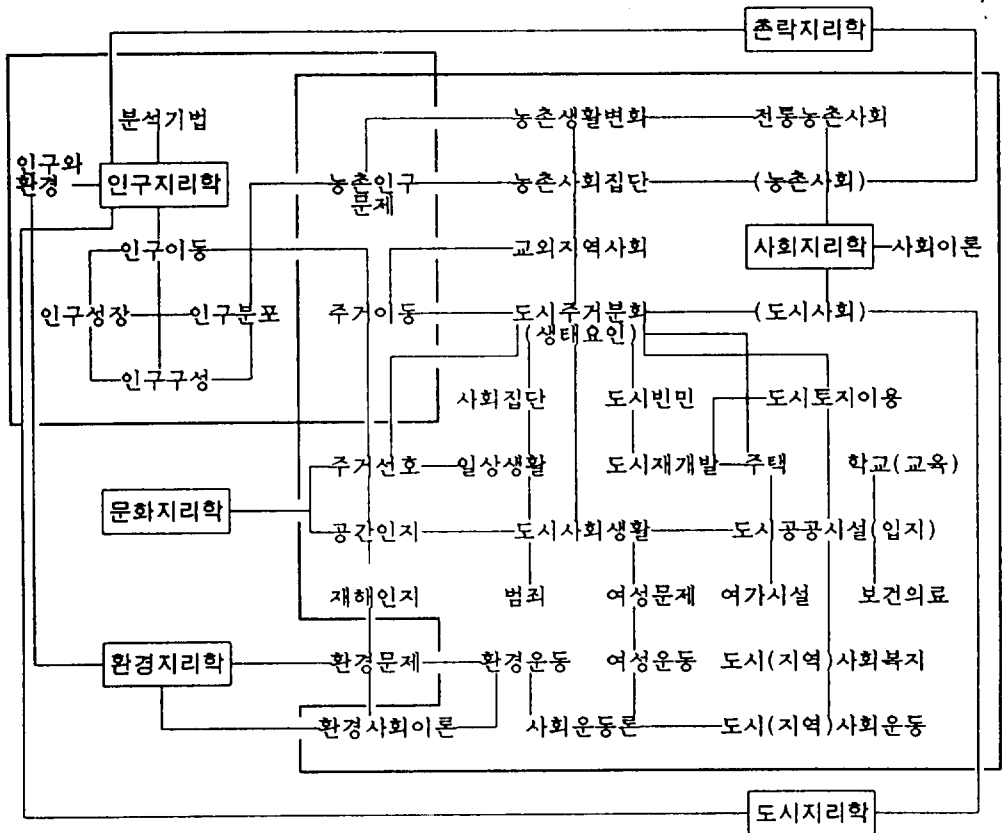 촌락지리학
분석기법 농촌생활변화 전통농촌사회
인구와
환경 인구지리학 농촌인구 농촌사회집단 (농촌사회)
문제
인구이동 교외지역사회 사회지리학 사회이론
인구성장 인구분포 주거이동 도시주거분화 (도시사회)
(생태요인)
인구구성
사회집단 도시빈민 도시토지이용
주거선호 일상생활 도시재개발 주택 학교(교육)
문화지리학
공간인지 도시사회생활 도시공공시설(입지)
재해인지 범죄 여성문제 여가시설 보건의료
환경지리학 환경문제 환경운동 여성운동 도시(지역)사회복지
환경사회이론 사회운동론 도시(지역)사회운동
도시지리학